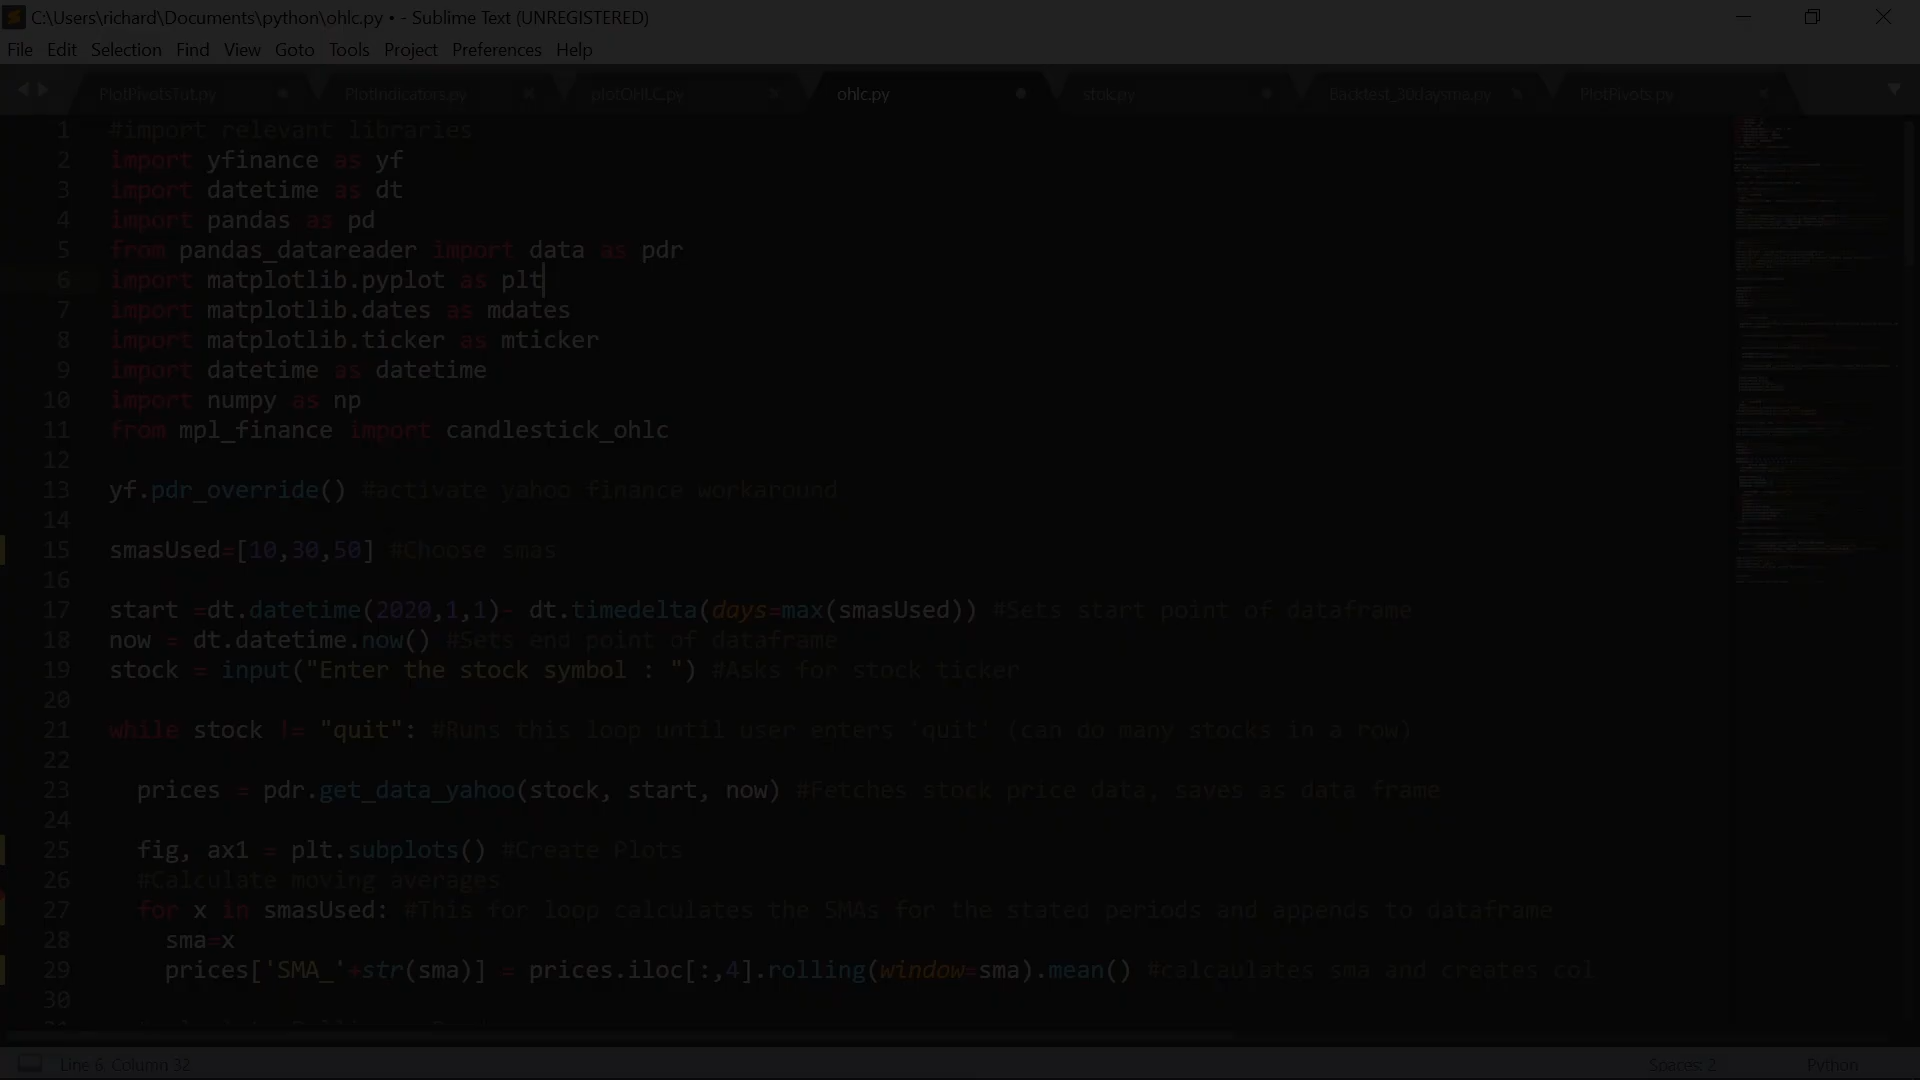 C:\Users\richard\Documents\python\ohlc.py • - Sublime Text (UNREGISTERED)
File Edit Selection Find View Goto Tools Project Preferences Help
PlotPivotsTut.py PlotIndicators.py plotOHLC.py ohlc.py stok.py Backtest_30daysma.py PlotPivots.py
1 #import relevant libraries
2 import yfinance as yf
3 import datetime as dt
4 import pandas as pd
5 from pandas_datareader import data as pdr
6 import matplotlib.pyplot as plt
7 import matplotlib.dates as mdates
8 import matplotlib.ticker as mticker
9 import datetime as datetime
10 import numpy as np
11 from mpl_finance import candlestick_ohlc
12
13 yf.pdr_override() #activate yahoo finance workaround
14
15 smasUsed=[10,30,50] #Choose smas
16
17 start =dt.datetime(2020,1,1)- dt.timedelta(days=max(smasUsed)) #Sets start point of dataframe
18 now = dt.datetime.now() #Sets end point of dataframe
19 stock = input("Enter the stock symbol : ") #Asks for stock ticker
20
21 while stock != "quit": #Runs this loop until user enters 'quit' (can do many stocks in a row)
22
23 prices = pdr.get_data_yahoo(stock, start, now) #Fetches stock price data, saves as data frame
24
25 fig, ax1 = plt.subplots() #Create Plots
26 #Calculate moving averages
27 for x in smasUsed: #This for loop calculates the SMAs for the stated periods and appends to dataframe
28 sma=x
29 prices['SMA_'+str(sma)] = prices.iloc[:,4].rolling(window=sma).mean() #calcaulates sma and creates col
30
Line 6, Column 32 Spaces: 2 Python